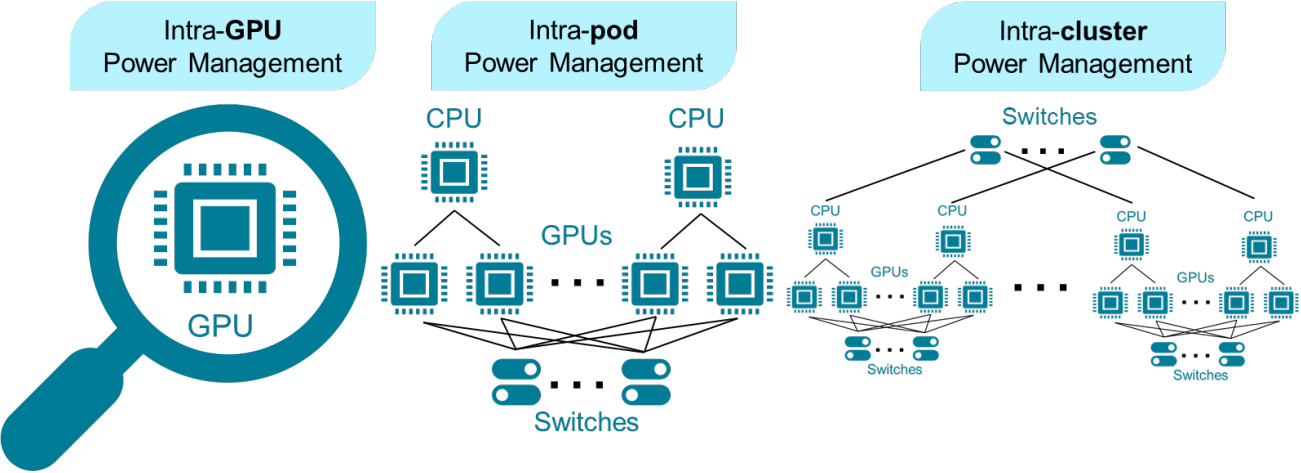 Intra-GPU
Power Management
Intra-pod
Power Management
Intra-cluster
Power Management
GPU
CPU
CPU
GPUs
Switches
Switches
CPU
CPU
CPU
CPU
GPUs
GPUs
Switches
Switches